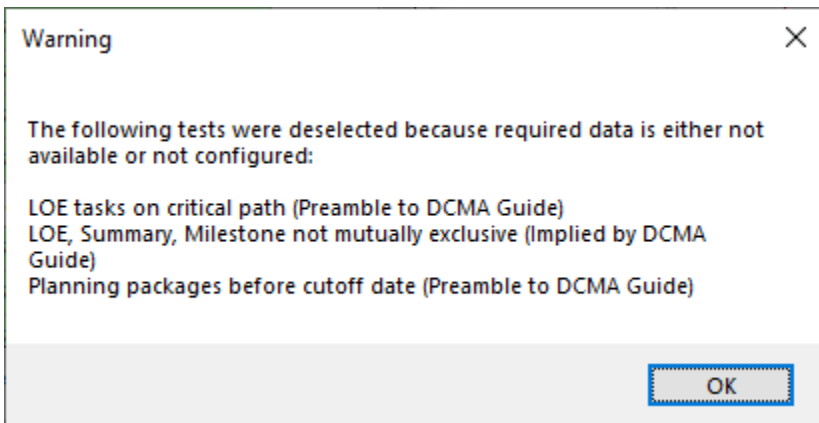 Warning
The following tests were deselected because required data is either not
available or not configured:
LOE tasks on critical path (Preamble to DCMA Guide)
LOE, Summary, Milestone not mutually exclusive (Implied by DCMA
Guide)
Planning packages before cutoff date (Preamble to DCMA Guide)
OK